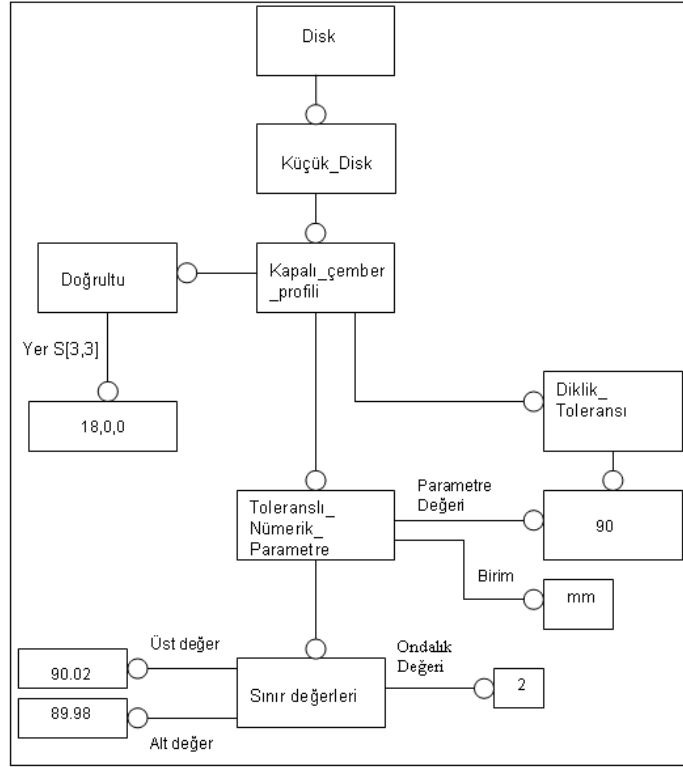 Disk
Küçük_Disk
Doğrultu
Kapalı_çember
_profili
Yer S[3,3]
18,0,0
Diklik_
Toleransı
Toleranslı_
Nümerik_
Parametre
Parametre
Değeri
90
Birim
mm
Üst değer
90.02
Sınır değerleri
Ondalık
Değeri
2
89.98
Alt değer